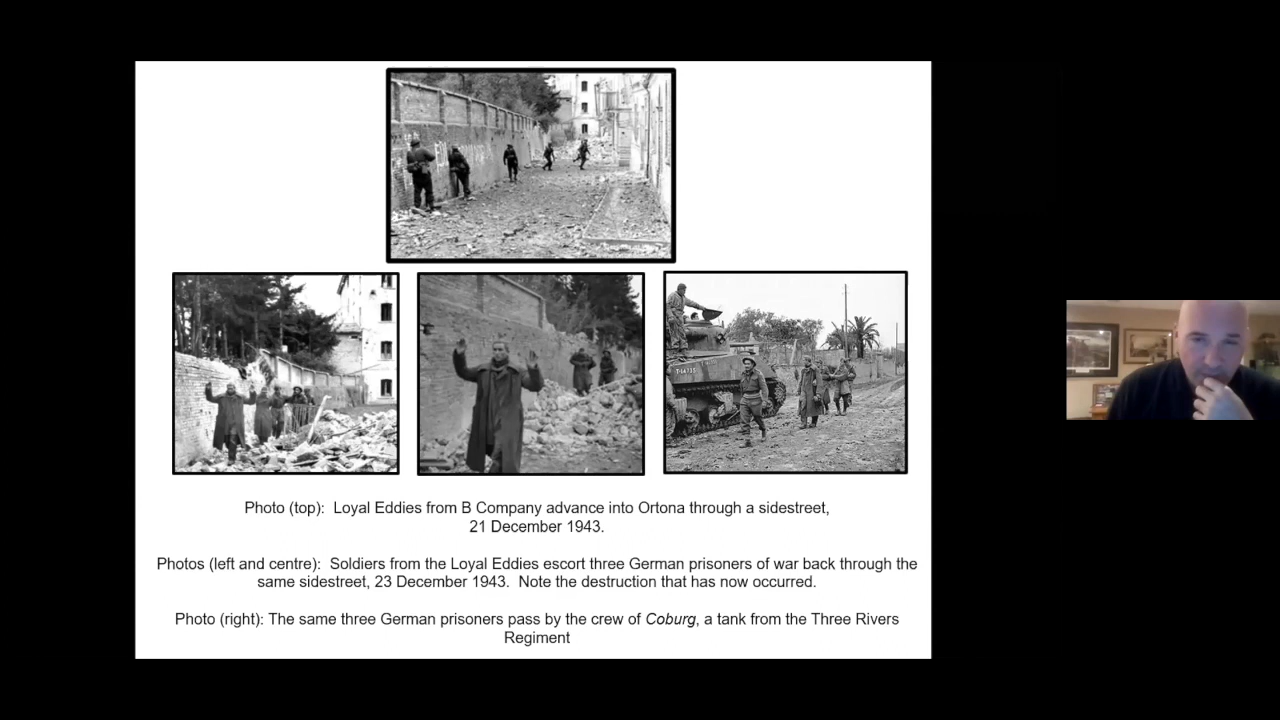 T-14735
Photo (top):  Loyal Eddies from B Company advance into Ortona through a sidestreet,
21 December 1943.
Photos (left and centre):  Soldiers from the Loyal Eddies escort three German prisoners of war back through the
same sidestreet, 23 December 1943.  Note the destruction that has now occurred.
Photo (right): The same three German prisoners pass by the crew of Coburg, a tank from the Three Rivers
Regiment